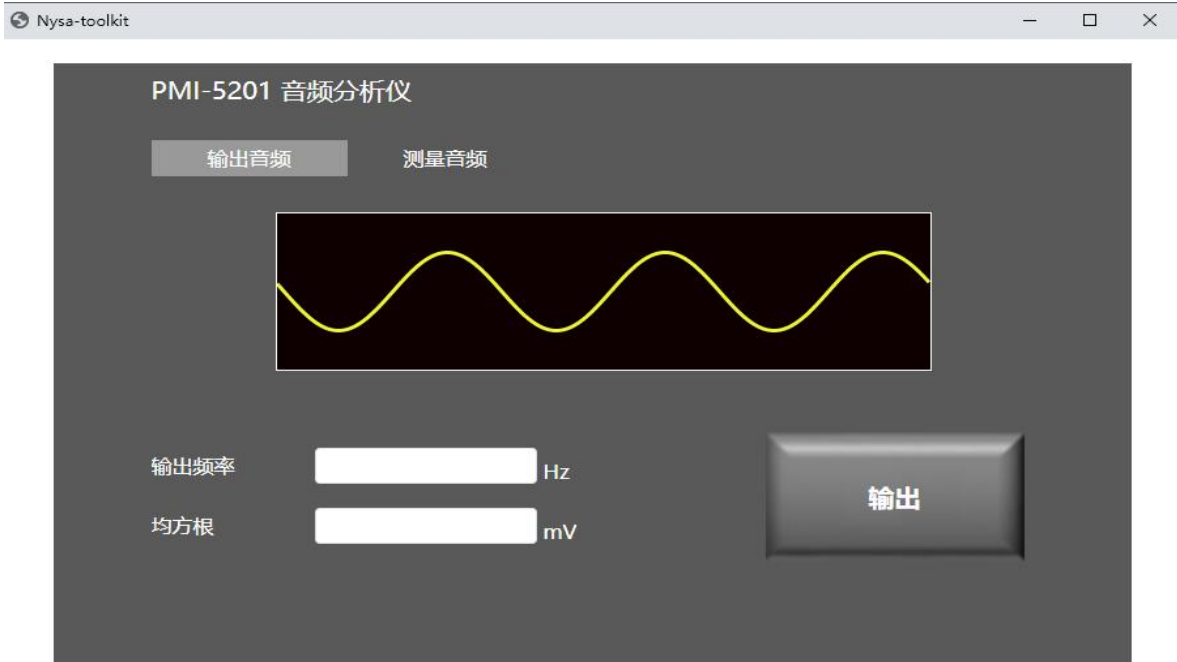 Nysa-toolkit
PMI-5201 音频分析仪
输出音频 测量音频
输出频率 Hz
输出
均方根 mV